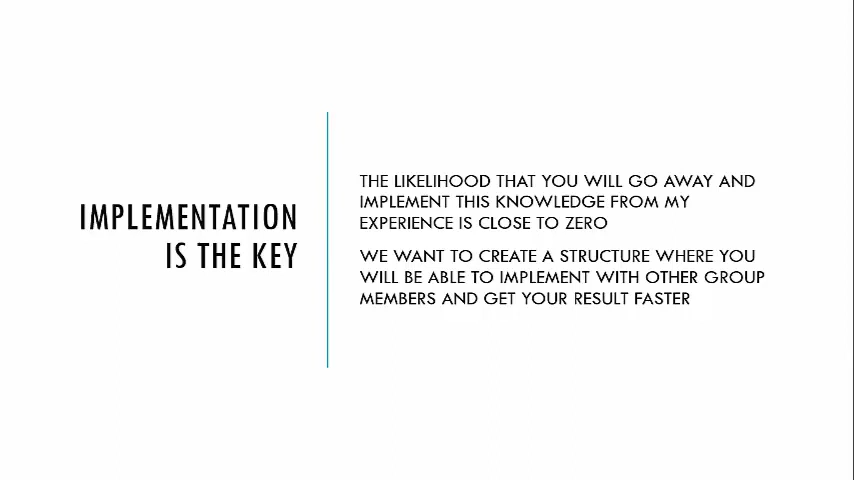 IMPLEMENTATION
IS THE KEY
THE LIKELIHOOD THAT YOU WILL GO AWAY AND
IMPLEMENT THIS KNOWLEDGE FROM MY
EXPERIENCE IS CLOSE TO ZERO
WE WANT TO CREATE A STRUCTURE WHERE YOU
WILL BE ABLE TO IMPLEMENT WITH OTHER GROUP
MEMBERS AND GET YOUR RESULT FASTER